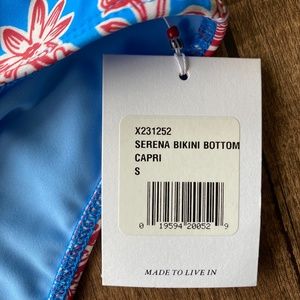 X231252
SERENA BIKINI BOTTOM
CAPRI
S
0 19594 20052 9
MADE TO LIVE IN